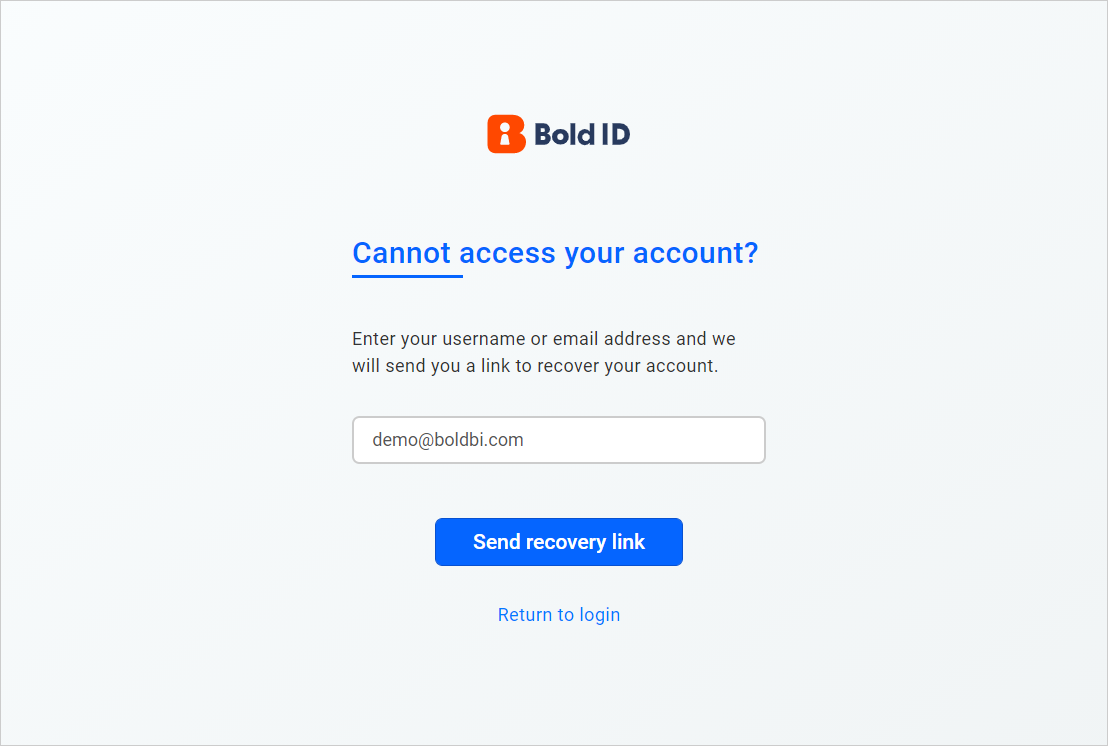 Bold ID
Cannot access your account?
Enter your username or email address and we
will send you a link to recover your account.
demo@boldbi.com
Send recovery link
Return to login